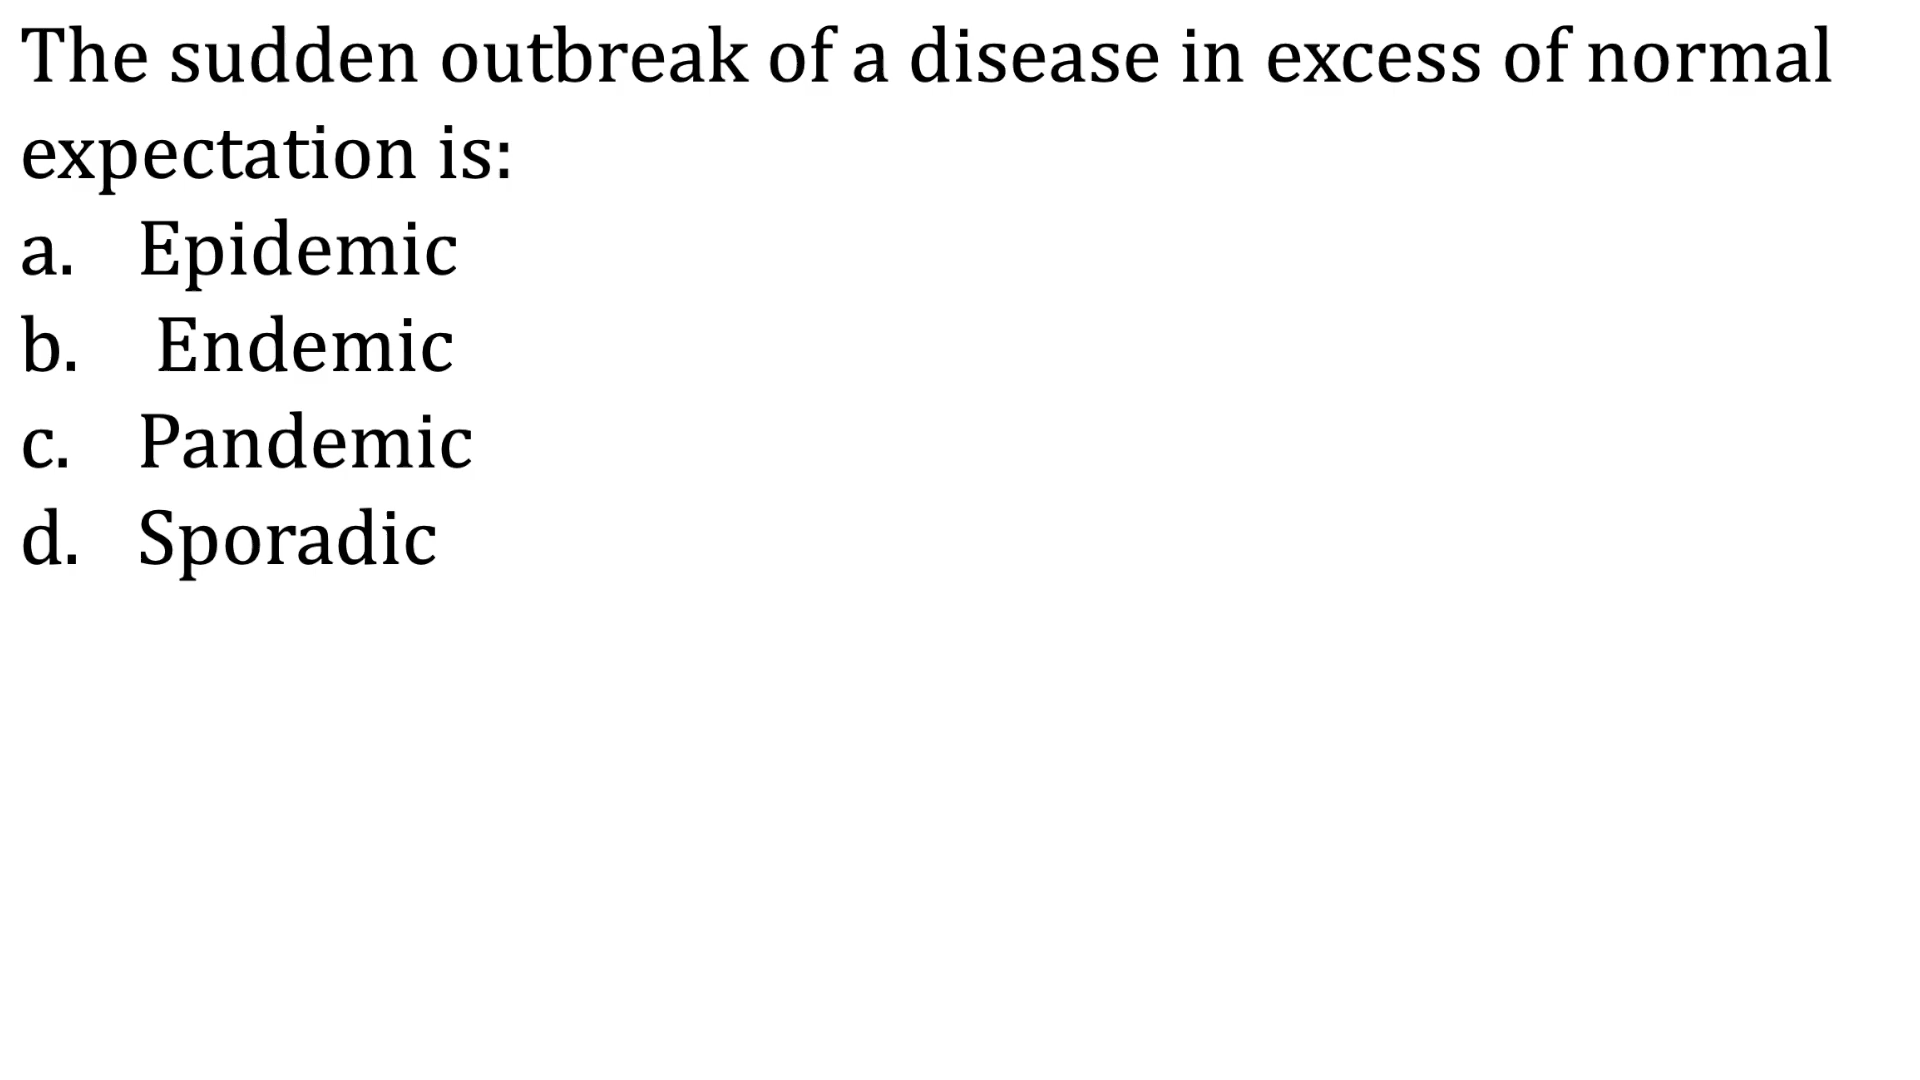 The sudden outbreak of a disease in excess of normal
expectation is:
a. Epidemic
b. Endemic
c. Pandemic
d. Sporadic